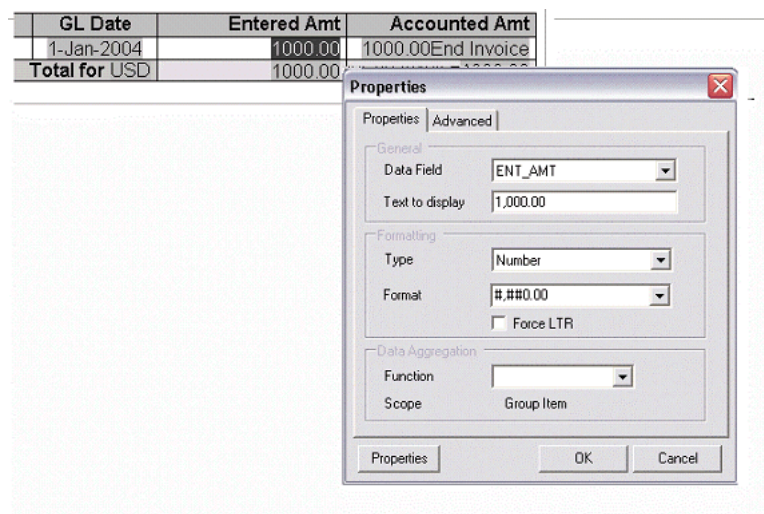 GL Date Entered Amt Accounted Amt
1-Jan-2004 1000.00 1000.00End Invoice
Total for USD 1000.00
Properties
Properties Advanced
General
Data Field ENT_AMT
Text to display 1,000.00
Formatting
Type Number
Format #,##0.00
Force LTR
Data Aggregation
Function
Scope Group Item
Properties OK Cancel